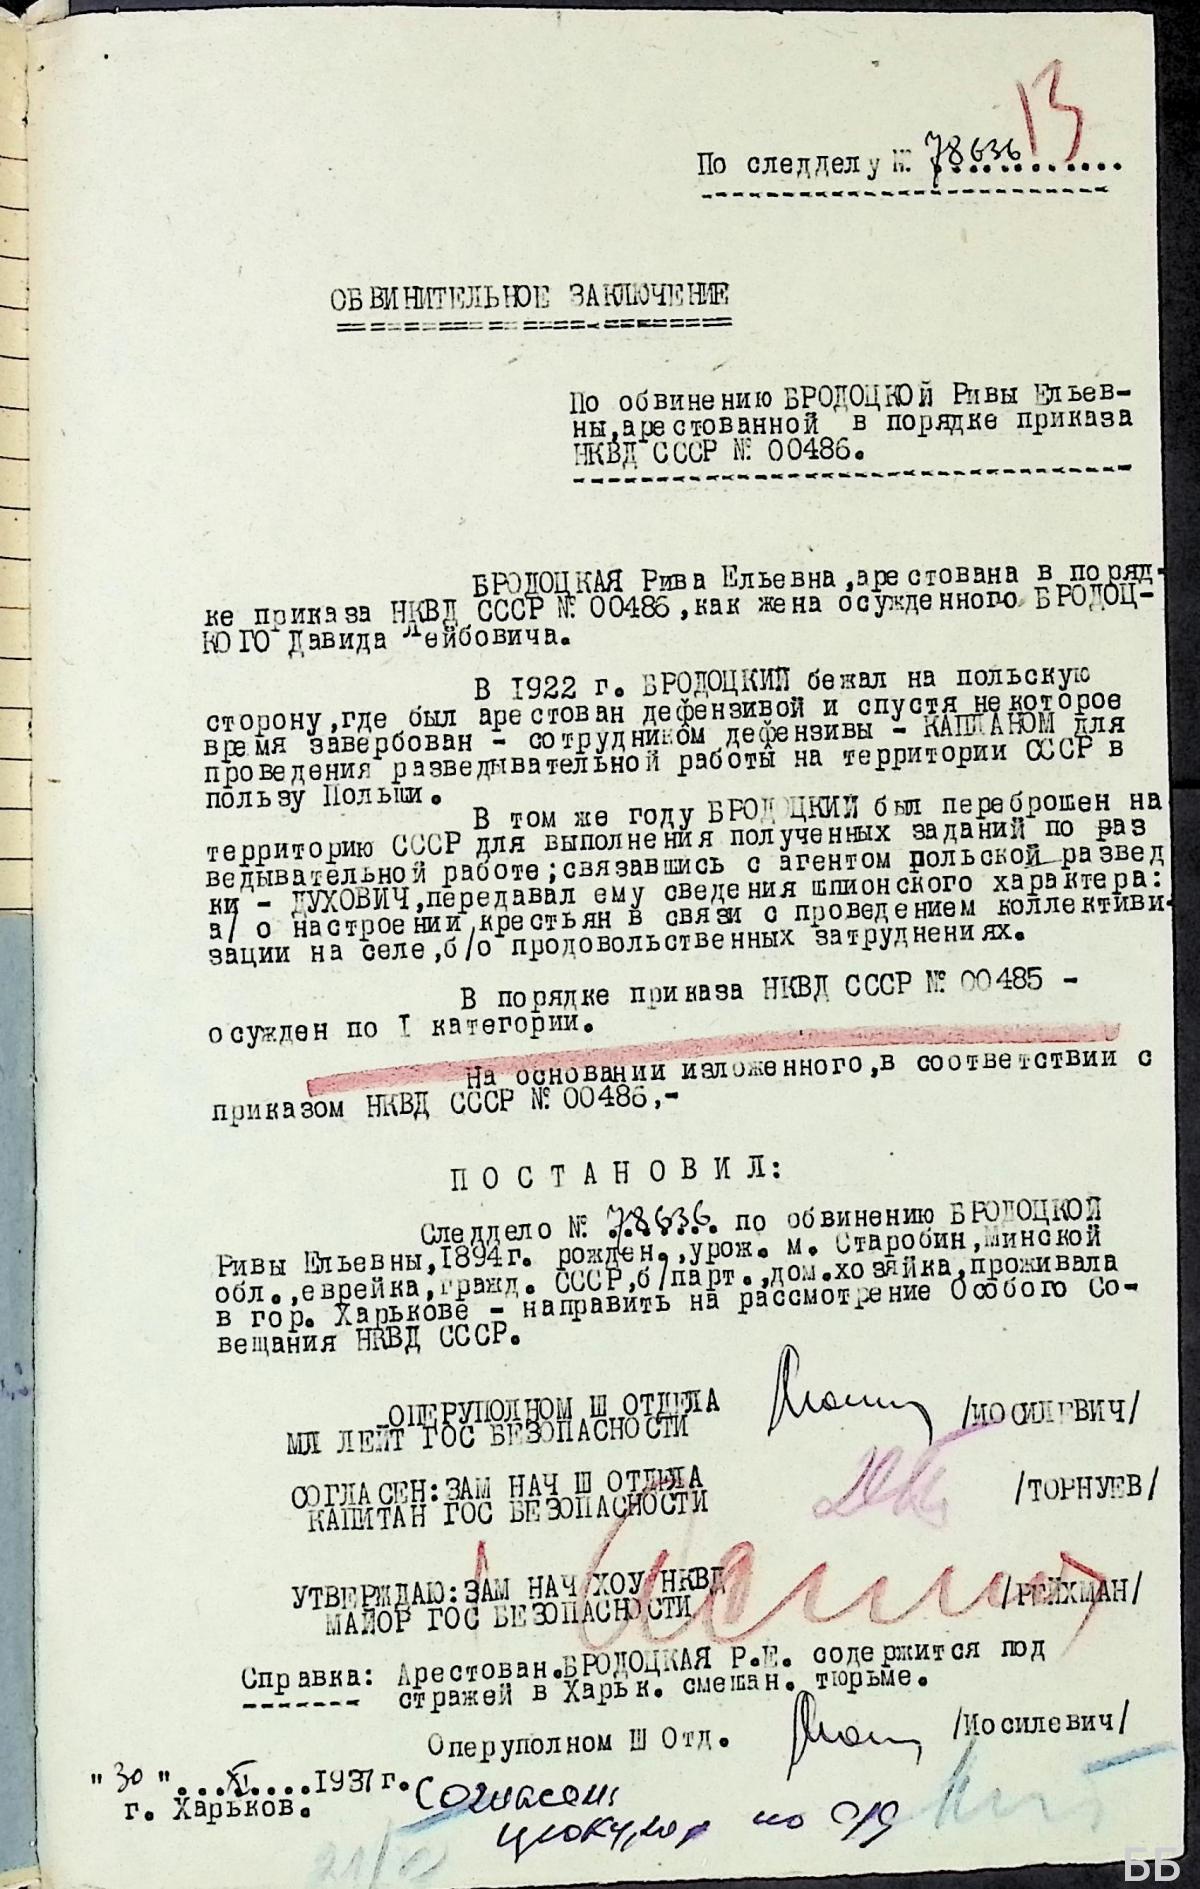 13
По следделу №. 78636
ОБВИНИТЕЛЬНОЕ ЗАКЛЮЧЕНИЕ
По обвинению БРОДОЦКОЙ Ривы Ельев-
ны,арестованной в порядке приказа
НКВД СССР № 00486.
БРОДОЦКАЯ Рива Ельевна,арестована в поряд-
ке приказа НКВД СССР № 00486,как жена осужденного БРОДОЦ-
КОГО Давида Лейбовича.
В 1922 г. БРОДОЦКИЙ бежал на польскую
сторону,где был арестован дефензивой и спустя некоторое
время завербован - сотрудником дефензивы - КАПЛАНОМ для
проведения разведывательной работы на территории СССР в
пользу Польши.
В том же году БРОДОЦКИЙ был переброшен на
территорию СССР для выполнения полученных заданий по раз
ведывательной работе;связавшись с агентом польской развед
ки - ДУХОВИЧ,передавал ему сведения шпионского характера:
а/ о настроении крестьян в связи с проведением коллективи-
зации на селе,б/о продовольственных затруднениях.
В порядке приказа НКВД СССР № 00485 -
осужден по I категории.
На основании изложенного,в соответствии с
приказом НКВД СССР № 00486,-
ПОСТАНОВИЛ:
Следдело № 78636 по обвинению БРОДОЦКОЙ
Ривы Ельевны,1894г. рожден.,урож. м. Старобин,Минской
обл.,еврейка,гражд. СССР,б/парт.,дом.хозяйка,проживала
в гор. Харькове - направить на рассмотрение Особого Со-
вещания НКВД СССР.
ОПЕРУПОЛНОМ Ш ОТДЕЛА /ИОСИЛЕВИЧ/
МЛ ЛЕЙТ ГОС БЕЗОПАСНОСТИ
СОГЛАСЕН:ЗАМ НАЧ Ш ОТДЕЛА /ТОРНУЕВ/
КАПИТАН ГОС БЕЗОПАСНОСТИ
УТВЕРЖДАЮ:ЗАМ НАЧ ХОУ НКВД /РЕЙХМАН/
МАЙОР ГОС БЕЗОПАСНОСТИ
Справка: Арестован.БРОДОЦКАЯ Р.Е. содержится под
стражей в Харьк. смешан. тюрьме.
Оперуполном Ш Отд. /Иосилевич/
"30"...XI....1937г.
г. Харьков.
Согласен
прокурор по
ББ